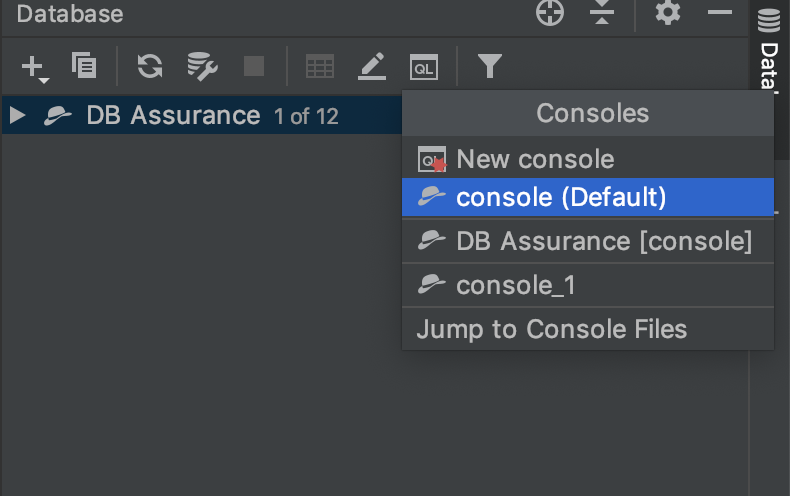 Database
QL
DB Assurance 1 of 12
Consoles
New console
console (Default)
DB Assurance [console]
console_1
Jump to Console Files